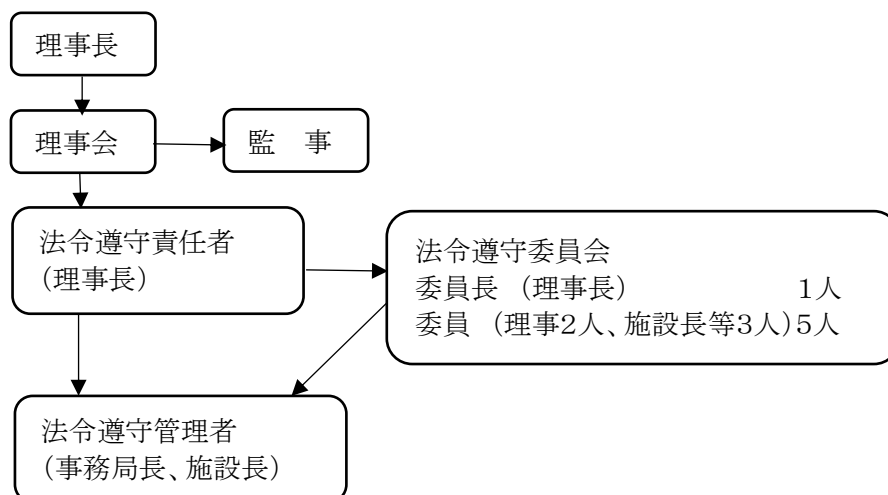 理事長
理事会
監　事
法令遵守責任者
(理事長)
法令遵守委員会
委員長 (理事長)　　　　　　1人
委員 (理事2人、施設長等3人)5人
法令遵守管理者
(事務局長、施設長)